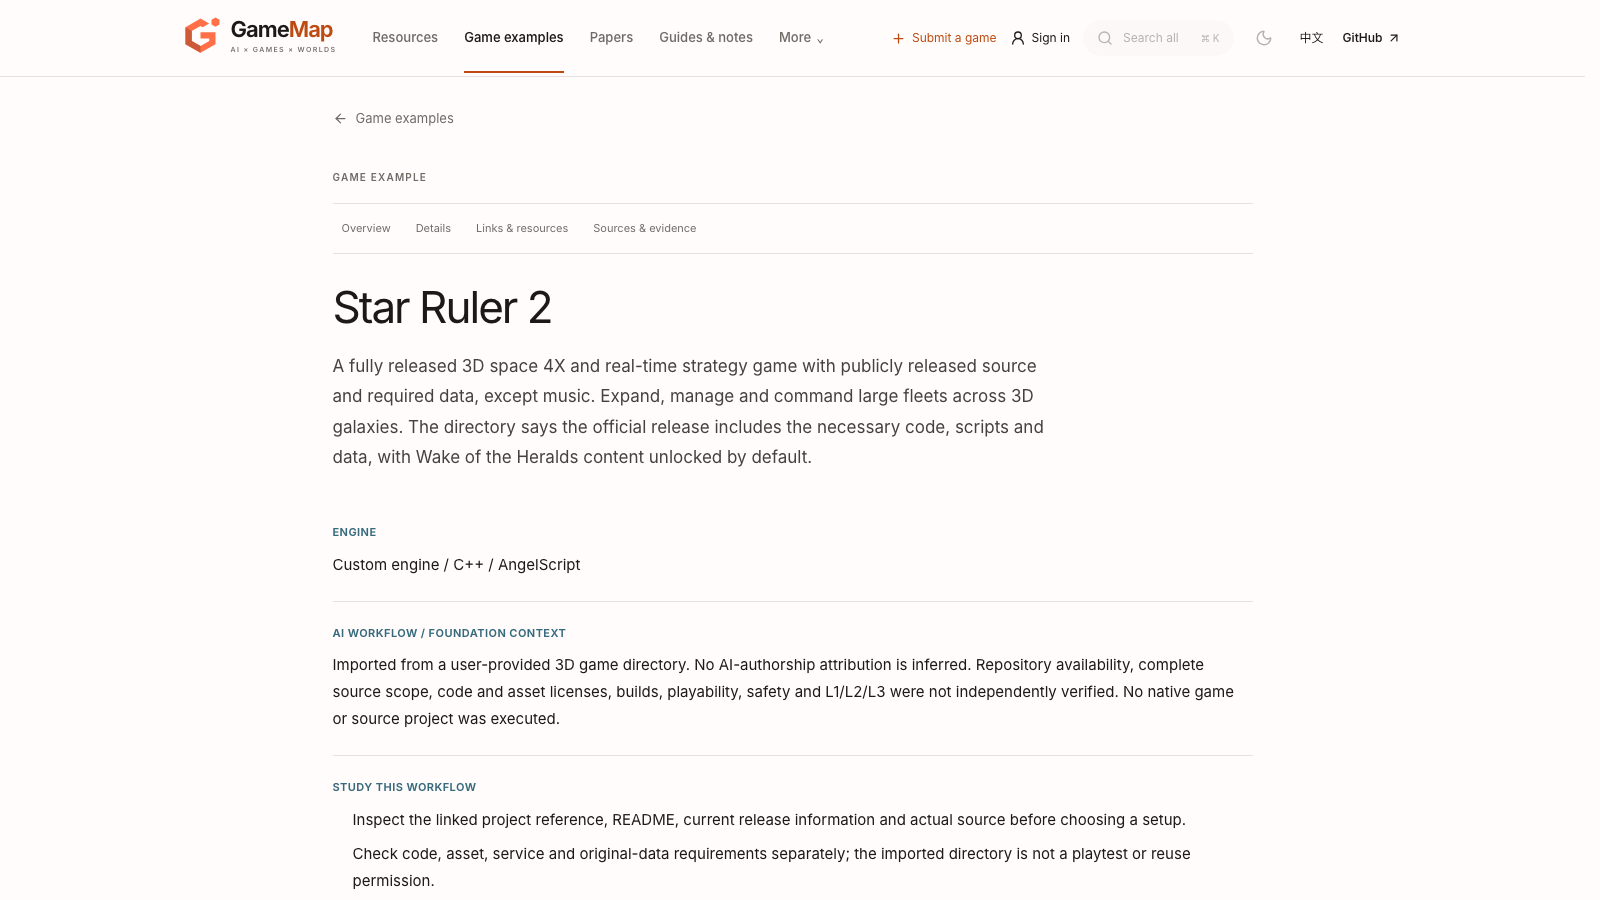 GameMap
AI × GAMES × WORLDS
Resources
Game examples
Papers
Guides & notes
More
Submit a game
Sign in
Search all
⌘ K
中文
GitHub
Game examples
GAME EXAMPLE
Overview
Details
Links & resources
Sources & evidence
Star Ruler 2
A fully released 3D space 4X and real-time strategy game with publicly released source
and required data, except music. Expand, manage and command large fleets across 3D
galaxies. The directory says the official release includes the necessary code, scripts and
data, with Wake of the Heralds content unlocked by default.
ENGINE
Custom engine / C++ / AngelScript
AI WORKFLOW / FOUNDATION CONTEXT
Imported from a user-provided 3D game directory. No AI-authorship attribution is inferred. Repository availability, complete
source scope, code and asset licenses, builds, playability, safety and L1/L2/L3 were not independently verified. No native game
or source project was executed.
STUDY THIS WORKFLOW
Inspect the linked project reference, README, current release information and actual source before choosing a setup.
Check code, asset, service and original-data requirements separately; the imported directory is not a playtest or reuse
permission.